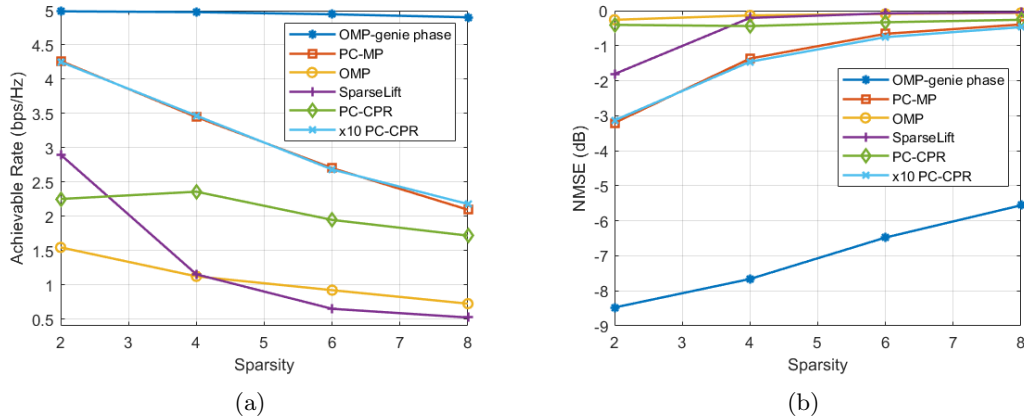 5
4.5
4
3.5
3
2.5
2
1.5
1
0.5
Achievable Rate (bps/Hz)
OMP-genie phase
PC-MP
OMP
SparseLift
PC-CPR
x10 PC-CPR
2 3 4 5 6 7 8
Sparsity
(a)
0
-1
-2
-3
-4
-5
-6
-7
-8
-9
NMSE (dB)
OMP-genie phase
PC-MP
OMP
SparseLift
PC-CPR
x10 PC-CPR
2 3 4 5 6 7 8
Sparsity
(b)